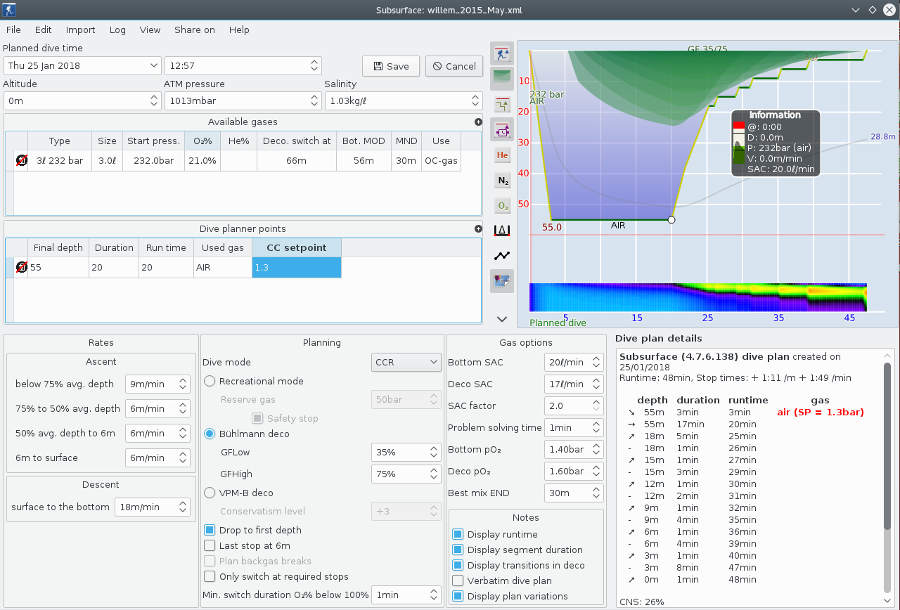 Subsurface: willem_2015_May.xml
File Edit Import Log View Share on Help
Planned dive time
Thu 25 Jan 2018 12:57 Save Cancel
Altitude ATM pressure Salinity
0m 1013mbar 1.03kg/ℓ
Available gases
Type Size Start press. O₂% He% Deco. switch at Bot. MOD MND Use
3ℓ 232 bar 3.0ℓ 232.0bar 21.0% 66m 56m 30m OC-gas
Dive planner points
Final depth Duration Run time Used gas CC setpoint
55 20 20 AIR 1.3
He
N₂
O₂
GF 35/75
10
20
30
40
50
232 bar
AIR
Information
@: 0:00
D: 0.0m
P: 232bar (air)
V: 0.0m/min
SAC: 20.0ℓ/min
28.8m
55.0
AIR
5 15 25 35 45
Planned dive
Rates
Ascent
below 75% avg. depth 9m/min
75% to 50% avg. depth 6m/min
50% avg. depth to 6m 6m/min
6m to surface 6m/min
Descent
surface to the bottom 18m/min
Planning
Dive mode CCR
Recreational mode
Reserve gas 50bar
Safety stop
Bühlmann deco
GFLow 35%
GFHigh 75%
VPM-B deco
Conservatism level +3
Drop to first depth
Last stop at 6m
Plan backgas breaks
Only switch at required stops
Min. switch duration O₂% below 100% 1min
Gas options
Bottom SAC 20ℓ/min
Deco SAC 17ℓ/min
SAC factor 2.0
Problem solving time 1min
Bottom pO₂ 1.40bar
Deco pO₂ 1.60bar
Best mix END 30m
Notes
Display runtime
Display segment duration
Display transitions in deco
Verbatim dive plan
Display plan variations
Dive plan details
Subsurface (4.7.6.138) dive plan created on
25/01/2018
Runtime: 48min, Stop times: + 1:11 /m + 1:49 /min
depth duration runtime gas
➘ 55m 3min 3min air (SP = 1.3bar)
→ 55m 17min 20min
➚ 18m 5min 25min
- 18m 1min 26min
➚ 15m 1min 27min
- 15m 3min 29min
➚ 12m 1min 30min
- 12m 2min 31min
➚ 9m 1min 32min
- 9m 4min 35min
➚ 6m 1min 36min
- 6m 4min 39min
➚ 3m 1min 40min
- 3m 8min 47min
➚ 0m 1min 48min
CNS: 26%